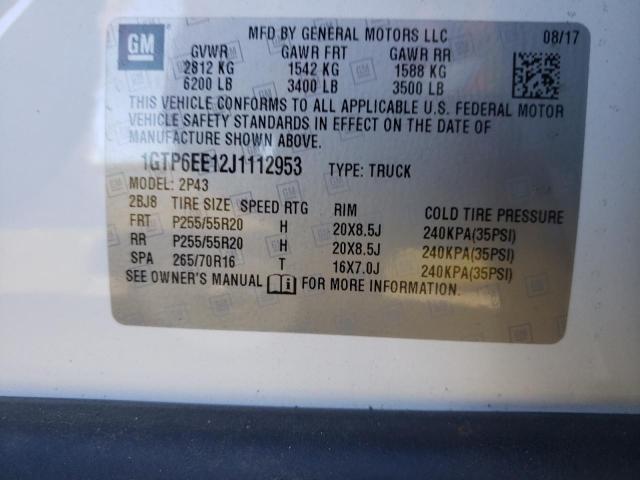 GM
MFD BY GENERAL MOTORS LLC 08/17
GVWR GAWR FRT GAWR RR
2812 KG 1542 KG 1588 KG
6200 LB 3400 LB 3500 LB
THIS VEHICLE CONFORMS TO ALL APPLICABLE U.S. FEDERAL MOTOR
VEHICLE SAFETY STANDARDS IN EFFECT ON THE DATE OF
MANUFACTURE SHOWN ABOVE.
1GTP6EE12J1112953 TYPE: TRUCK
MODEL: 2P43
2BJ8 TIRE SIZE SPEED RTG RIM COLD TIRE PRESSURE
FRT P255/55R20 H 20X8.5J 240KPA(35PSI)
RR P255/55R20 H 20X8.5J 240KPA(35PSI)
SPA 265/70R16 T 16X7.0J 240KPA(35PSI)
SEE OWNER'S MANUAL FOR MORE INFORMATION.